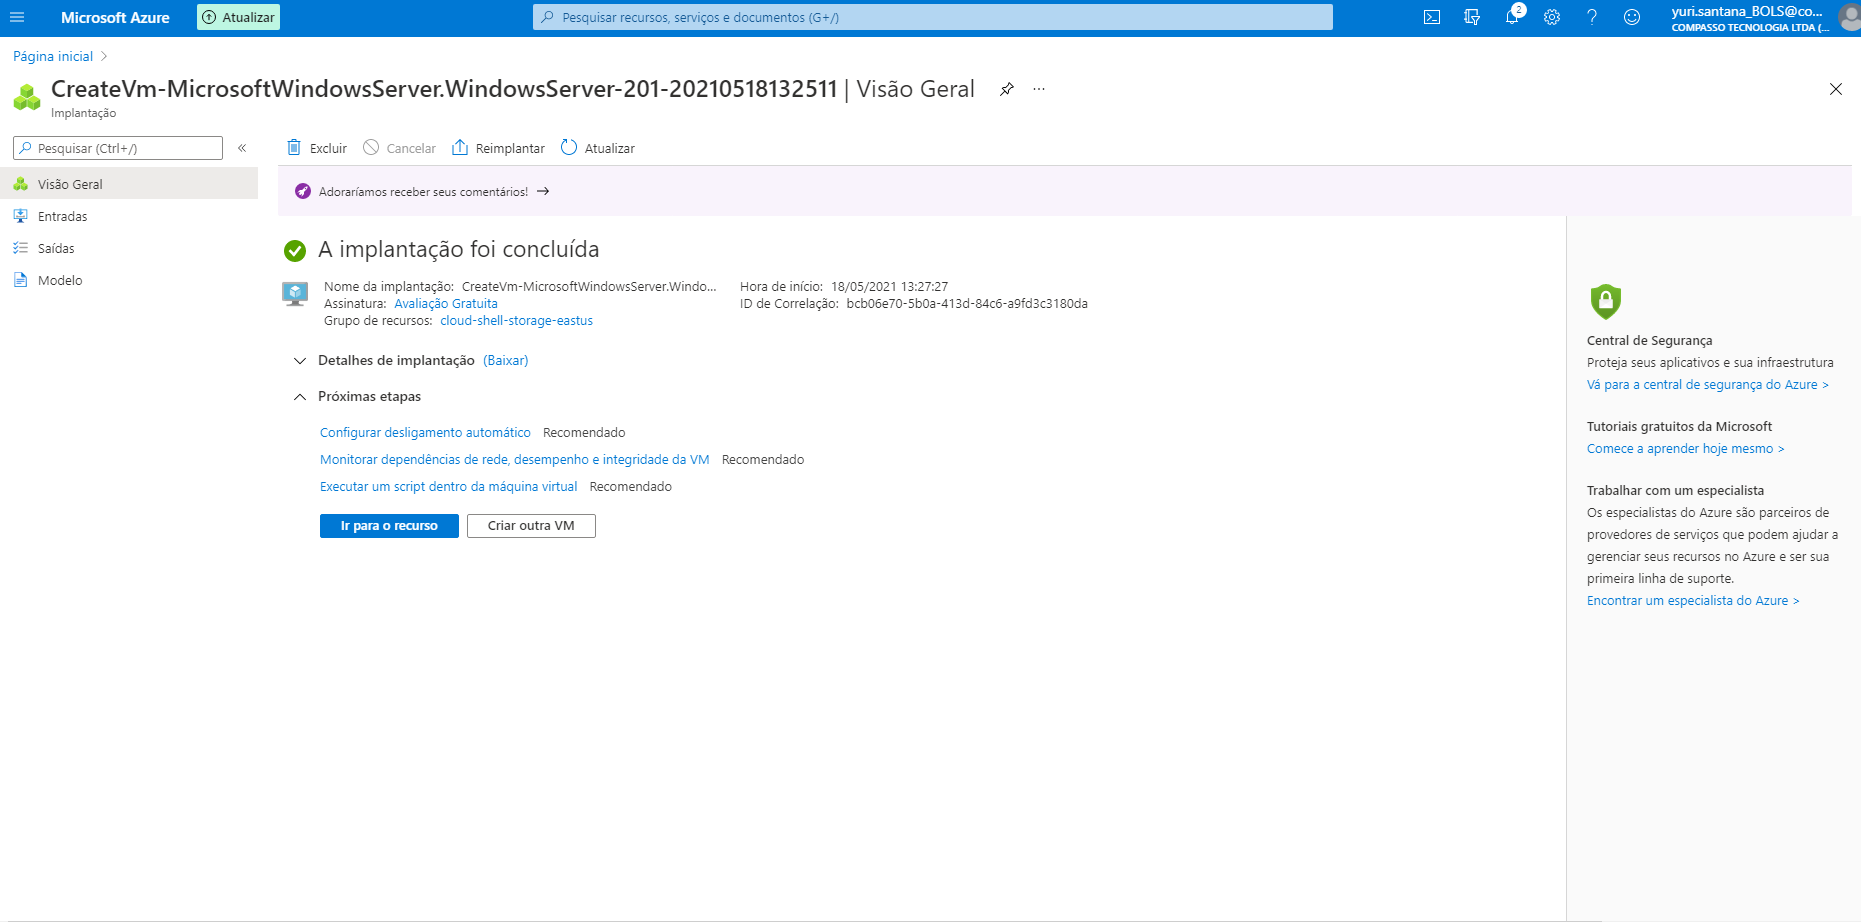 Microsoft Azure
Atualizar
Pesquisar recursos, serviços e documentos (G+/)
2
yuri.santana_BOLS@co...
COMPASSO TECNOLOGIA LTDA (...
Página inicial
CreateVm-MicrosoftWindowsServer.WindowsServer-201-20210518132511 | Visão Geral
...
Implantação
Pesquisar (Ctrl+/)
«
Visão Geral
Entradas
Saídas
Modelo
Excluir
Cancelar
Reimplantar
Atualizar
Adoraríamos receber seus comentários! →
A implantação foi concluída
Nome da implantação: CreateVm-MicrosoftWindowsServer.Windo...
Assinatura: Avaliação Gratuita
Grupo de recursos: cloud-shell-storage-eastus
Hora de início: 18/05/2021 13:27:27
ID de Correlação: bcb06e70-5b0a-413d-84c6-a9fd3c3180da
Detalhes de implantação (Baixar)
Próximas etapas
Configurar desligamento automático Recomendado
Monitorar dependências de rede, desempenho e integridade da VM Recomendado
Executar um script dentro da máquina virtual Recomendado
Ir para o recurso
Criar outra VM
Central de Segurança
Proteja seus aplicativos e sua infraestrutura
Vá para a central de segurança do Azure >
Tutoriais gratuitos da Microsoft
Comece a aprender hoje mesmo >
Trabalhar com um especialista
Os especialistas do Azure são parceiros de
provedores de serviços que podem ajudar a
gerenciar seus recursos no Azure e ser sua
primeira linha de suporte.
Encontrar um especialista do Azure >